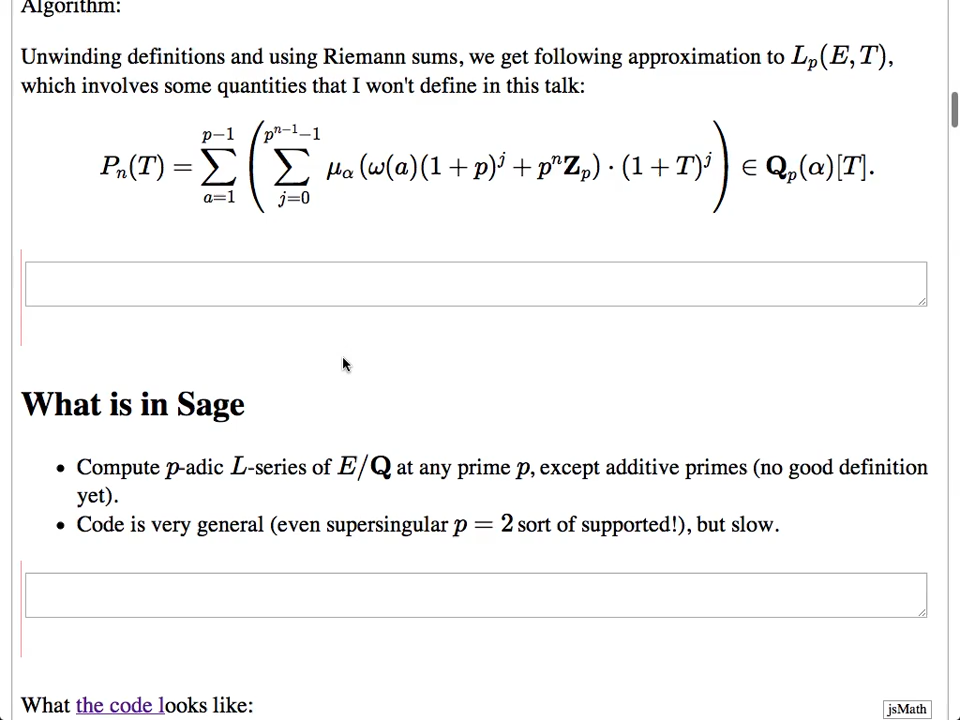 Algorithm:
Unwinding definitions and using Riemann sums, we get following approximation to L_p(E, T),
which involves some quantities that I won't define in this talk:
P_n(T) = \sum_{a=1}^{p-1} \left( \sum_{j=0}^{p^{n-1}-1} \mu_\alpha (\omega(a)(1+p)^j + p^n \mathbf{Z}_p) \cdot (1+T)^j \right) \in \mathbf{Q}_p(\alpha)[T].
What is in Sage
• Compute p-adic L-series of E/Q at any prime p, except additive primes (no good definition
yet).
• Code is very general (even supersingular p = 2 sort of supported!), but slow.
What the code looks like:
jsMath